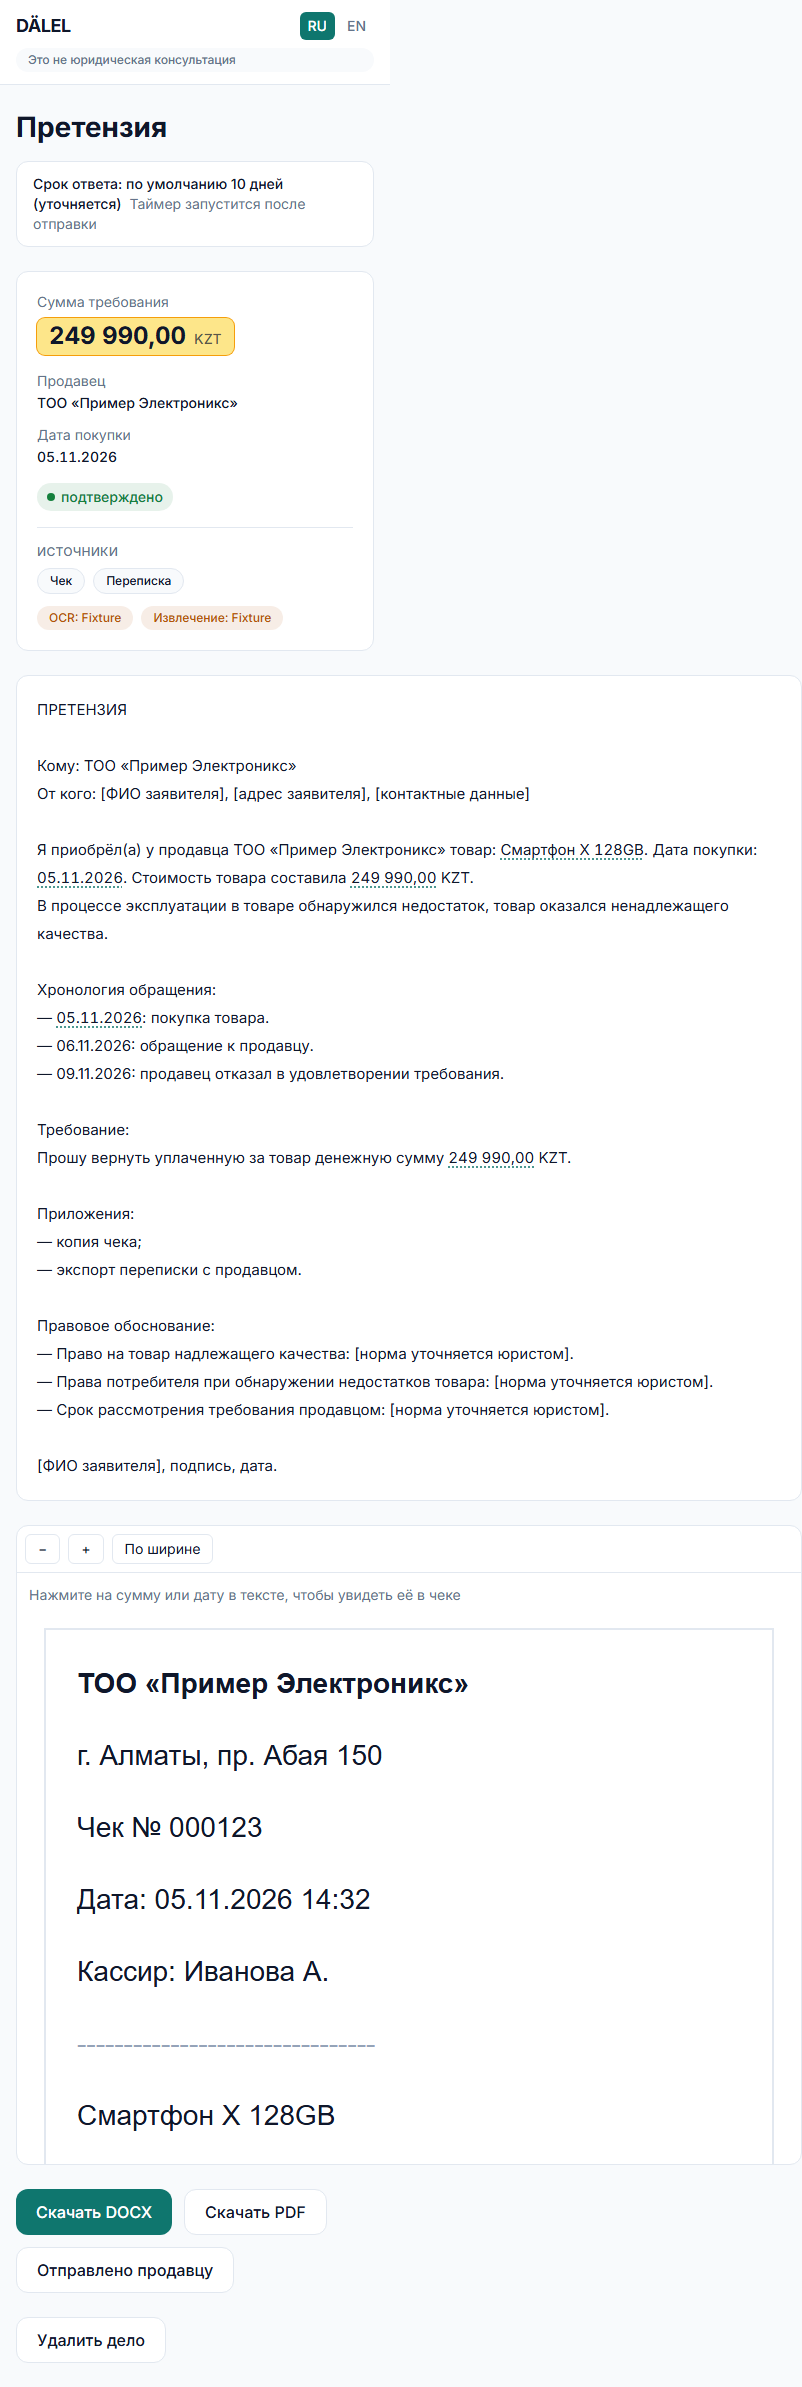 DÄLEL
RU EN
Это не юридическая консультация
Претензия
Срок ответа: по умолчанию 10 дней
(уточняется) Таймер запустится после
отправки
Сумма требования
249 990,00 KZT
Продавец
ТОО «Пример Электроникс»
Дата покупки
05.11.2026
подтверждено
ИСТОЧНИКИ
Чек Переписка
OCR: Fixture Извлечение: Fixture
ПРЕТЕНЗИЯ
Кому: ТОО «Пример Электроникс»
От кого: [ФИО заявителя], [адрес заявителя], [контактные данные]
Я приобрёл(а) у продавца ТОО «Пример Электроникс» товар: Смартфон X 128GB. Дата покупки:
05.11.2026. Стоимость товара составила 249 990,00 KZT.
В процессе эксплуатации в товаре обнаружился недостаток, товар оказался ненадлежащего
качества.
Хронология обращения:
— 05.11.2026: покупка товара.
— 06.11.2026: обращение к продавцу.
— 09.11.2026: продавец отказал в удовлетворении требования.
Требование:
Прошу вернуть уплаченную за товар денежную сумму 249 990,00 KZT.
Приложения:
— копия чека;
— экспорт переписки с продавцом.
Правовое обоснование:
— Право на товар надлежащего качества: [норма уточняется юристом].
— Права потребителя при обнаружении недостатков товара: [норма уточняется юристом].
— Срок рассмотрения требования продавцом: [норма уточняется юристом].
[ФИО заявителя], подпись, дата.
− + По ширине
Нажмите на сумму или дату в тексте, чтобы увидеть её в чеке
ТОО «Пример Электроникс»
г. Алматы, пр. Абая 150
Чек № 000123
Дата: 05.11.2026 14:32
Кассир: Иванова А.
--------------------------------
Смартфон X 128GB
Скачать DOCX Скачать PDF
Отправлено продавцу
Удалить дело